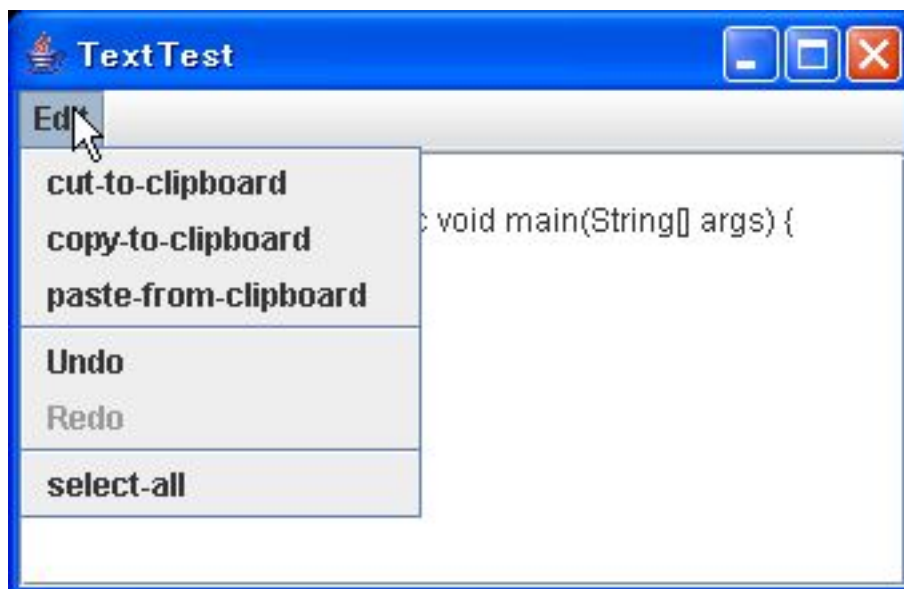 TextTest
Edit
cut-to-clipboard
void main(String[] args) {
copy-to-clipboard
paste-from-clipboard
Undo
Redo
select-all